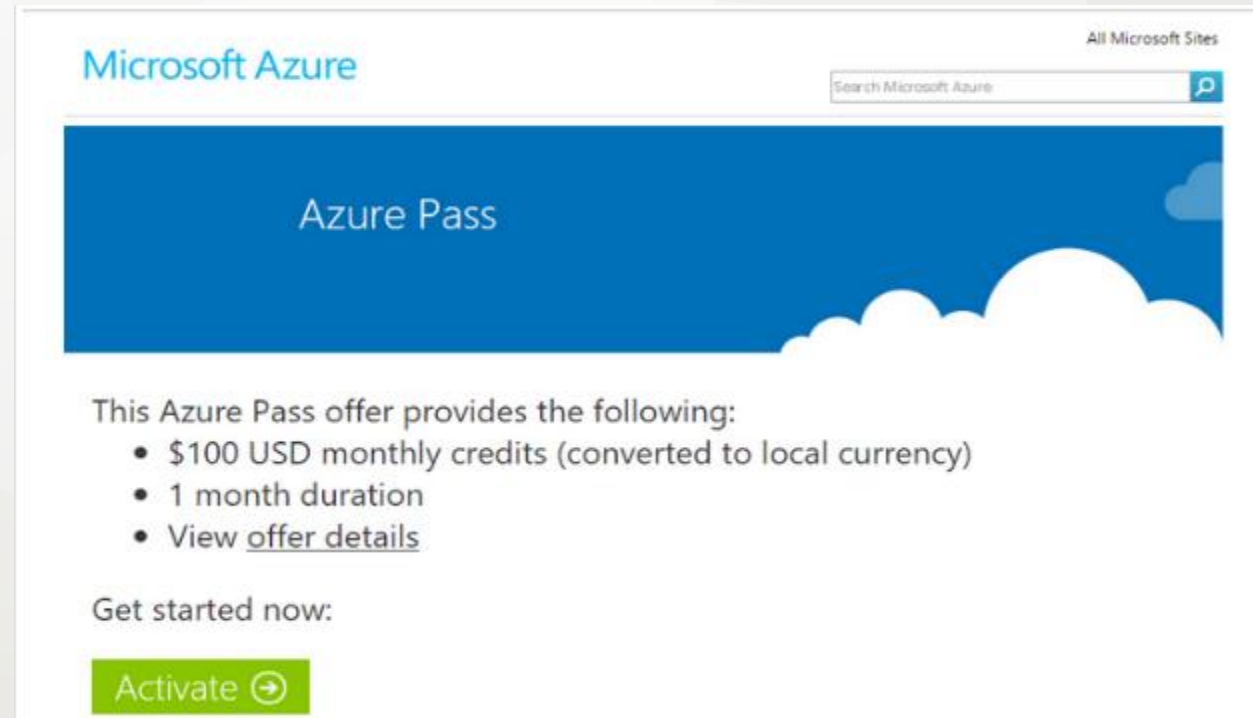 All Microsoft Sites
Microsoft Azure
Search Microsoft Azure
Azure Pass
This Azure Pass offer provides the following:
• $100 USD monthly credits (converted to local currency)
• 1 month duration
• View offer details
Get started now:
Activate